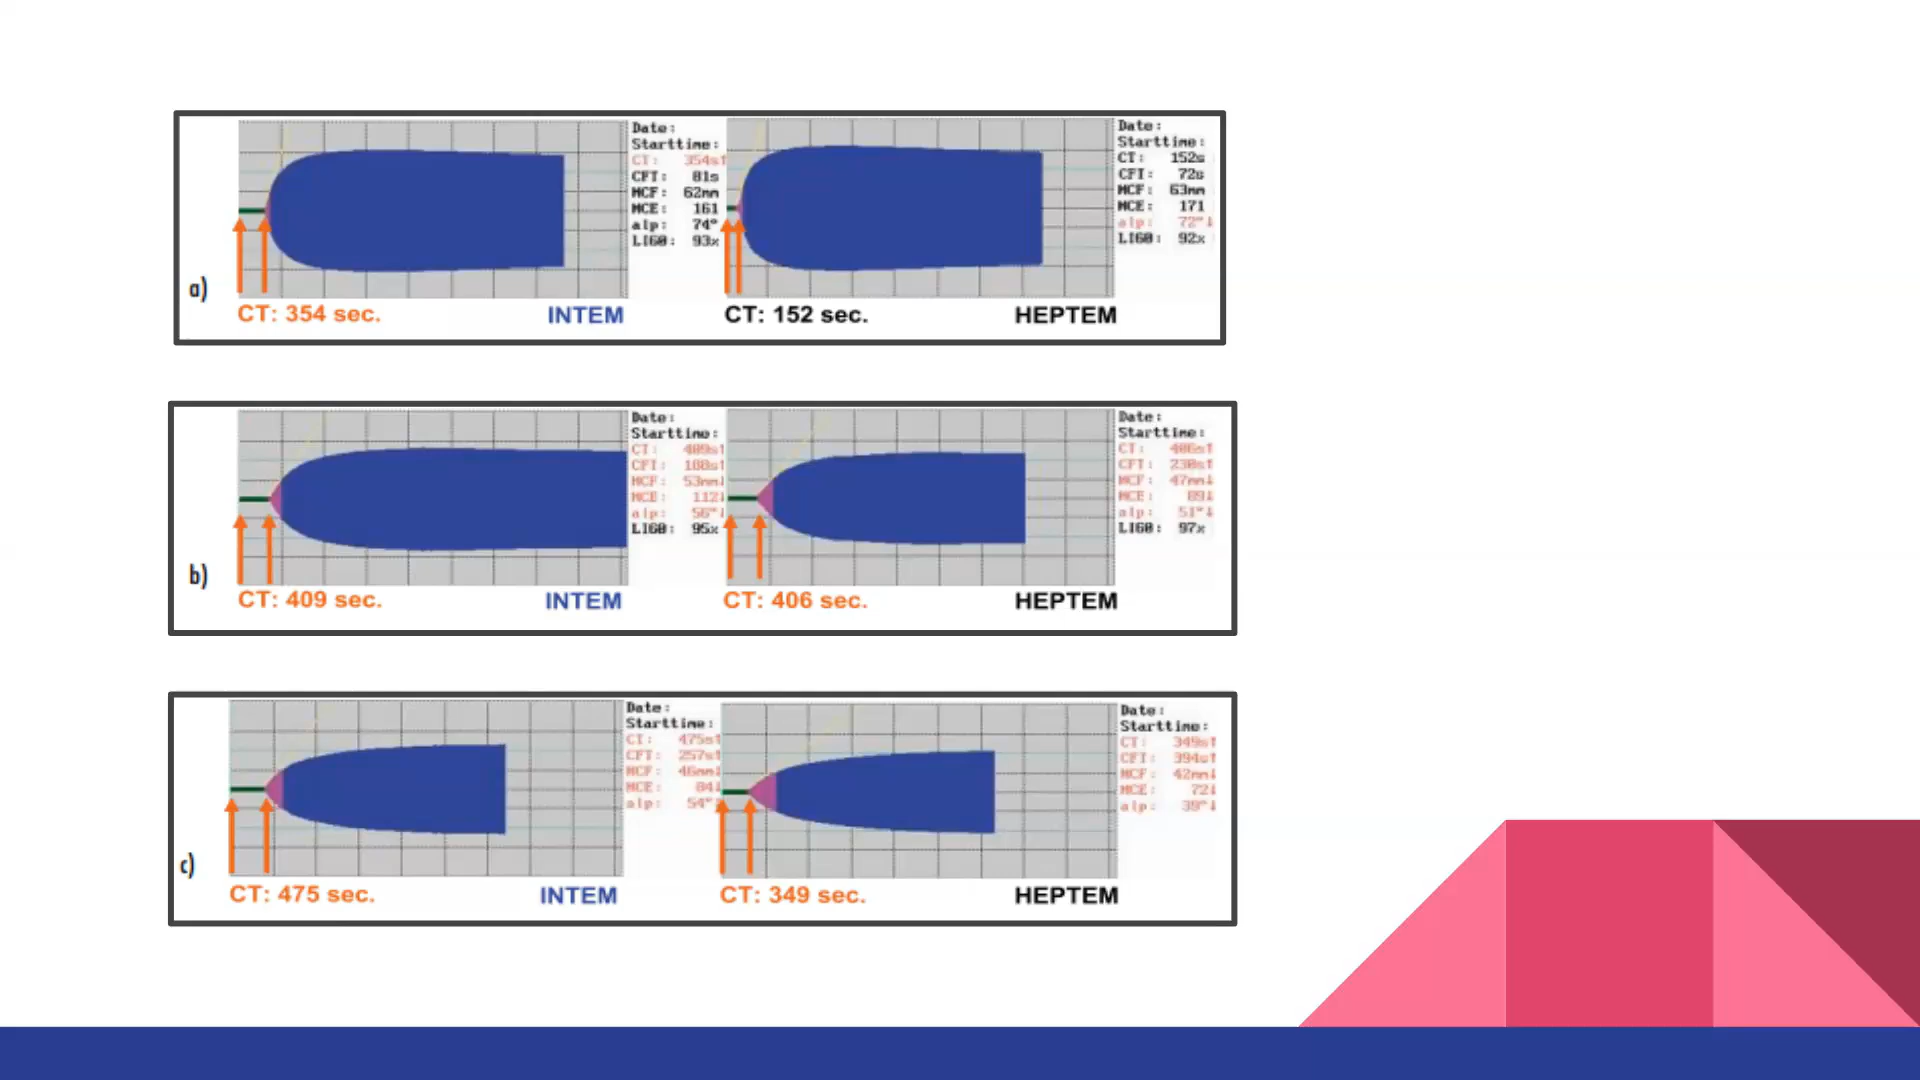 Date:
Starttime:
CT: 354s↑
CFT: 81s
MCF: 62mm
MCE: 161
alp: 74°
LI60: 93x
Date:
Starttime:
CT: 152s
CFT: 72s
MCF: 63mm
MCE: 171
alp: 72°↓
LI60: 92x
a)
CT: 354 sec.
INTEM
CT: 152 sec.
HEPTEM
Date:
Starttime:
CT: 409s↑
CFT: 188s↑
MCF: 53mm↓
MCE: 112↓
alp: 56°↓
LI60: 95x
Date:
Starttime:
CT: 406s↑
CFT: 230s↑
MCF: 47mm↓
MCE: 89↓
alp: 51°↓
LI60: 97x
b)
CT: 409 sec.
INTEM
CT: 406 sec.
HEPTEM
Date:
Starttime:
CT: 475s↑
CFT: 257s↑
MCF: 46mm↓
MCE: 84↓
alp: 54°↓
Date:
Starttime:
CT: 349s↑
CFT: 394s↑
MCF: 42mm↓
MCE: 72↓
alp: 39°↓
c)
CT: 475 sec.
INTEM
CT: 349 sec.
HEPTEM